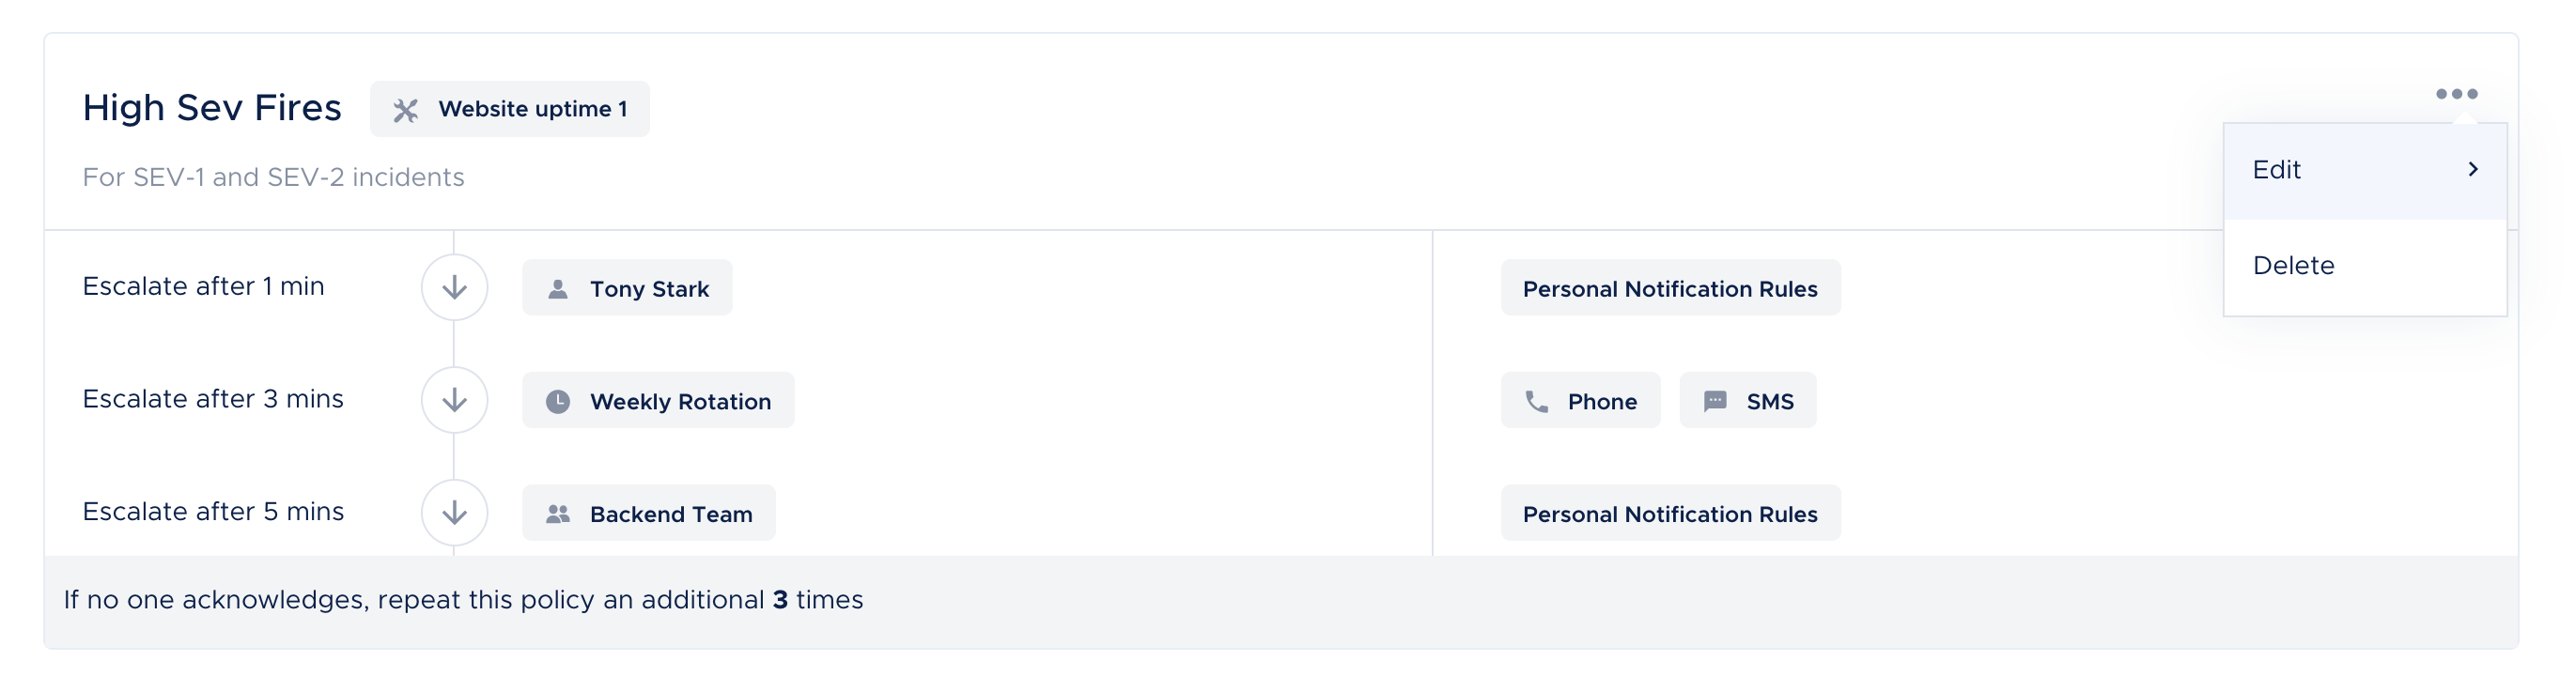 High Sev Fires
Website uptime 1
For SEV-1 and SEV-2 incidents
Edit
Delete
Escalate after 1 min
Tony Stark
Personal Notification Rules
Escalate after 3 mins
Weekly Rotation
Phone
SMS
Escalate after 5 mins
Backend Team
Personal Notification Rules
If no one acknowledges, repeat this policy an additional 3 times